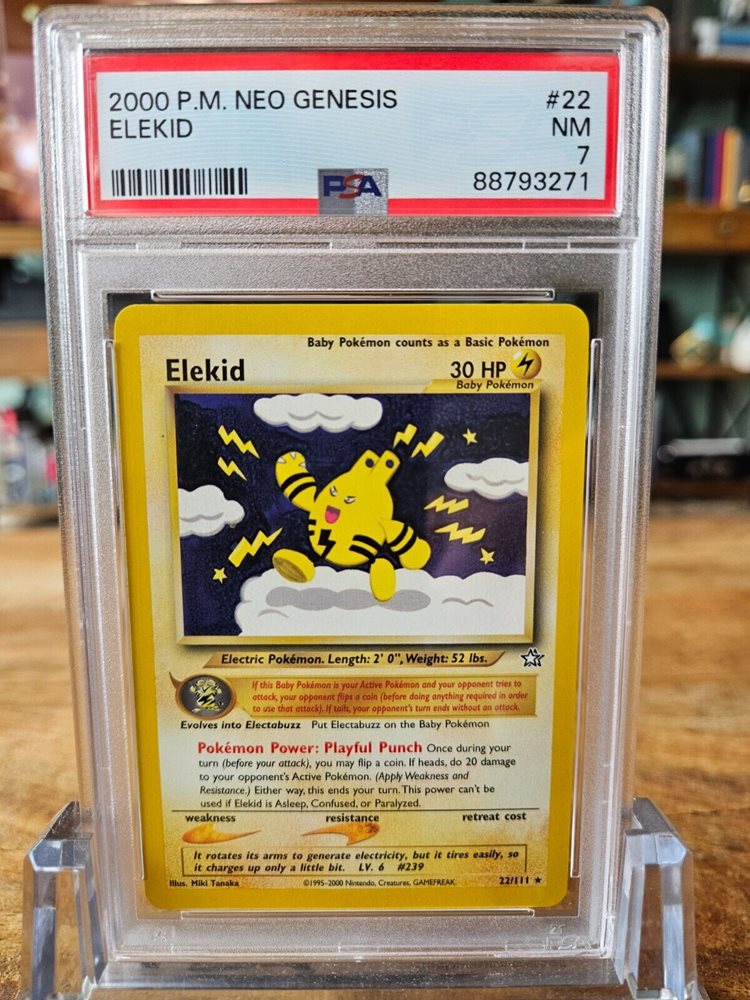 2000 P.M. NEO GENESIS #22
ELEKID NM
7
PSA 88793271
Baby Pokémon counts as a Basic Pokémon
Elekid 30 HP
Baby Pokémon
Electric Pokémon. Length: 2' 0", Weight: 52 lbs.
If this Baby Pokémon is your Active Pokémon and your opponent tries to
attack, your opponent flips a coin (before doing anything required in order
to use that attack). If tails, your opponent's turn ends without an attack.
Evolves into Electabuzz Put Electabuzz on the Baby Pokémon
Pokémon Power: Playful Punch Once during your
turn (before your attack), you may flip a coin. If heads, do 20 damage
to your opponent's Active Pokémon. (Apply Weakness and
Resistance.) Either way, this ends your turn. This power can't be
used if Elekid is Asleep, Confused, or Paralyzed.
weakness resistance retreat cost
It rotates its arms to generate electricity, but it tires easily, so
it charges up only a little bit. LV. 6 #239
Illus. Miki Tanaka ©1995-2000 Nintendo, Creatures, GAMEFREAK. 22/111 ★